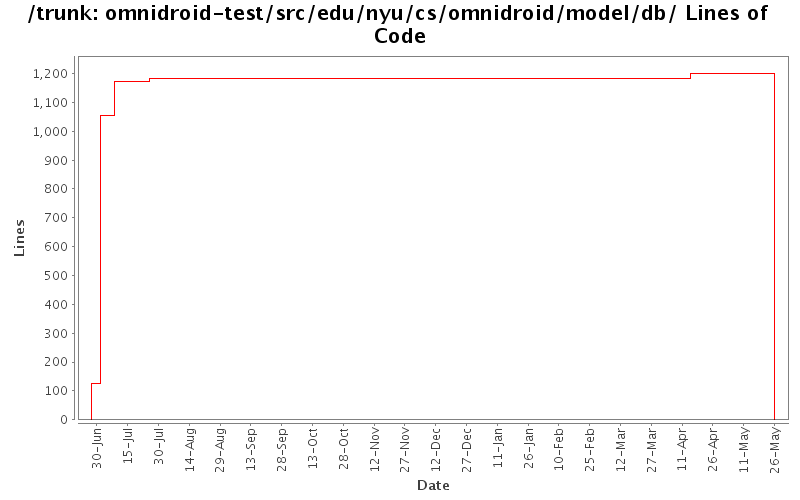 /trunk: omnidroid-test/src/edu/nyu/cs/omnidroid/model/db/ Lines of
Code
1,200
1,100
1,000
900
800
700
600
500
400
300
200
100
0
Lines
30-Jun
15-Jul
30-Jul
14-Aug
29-Aug
13-Sep
28-Sep
13-Oct
28-Oct
12-Nov
27-Nov
12-Dec
27-Dec
11-Jan
26-Jan
10-Feb
25-Feb
12-Mar
27-Mar
11-Apr
26-Apr
11-May
26-May
Date